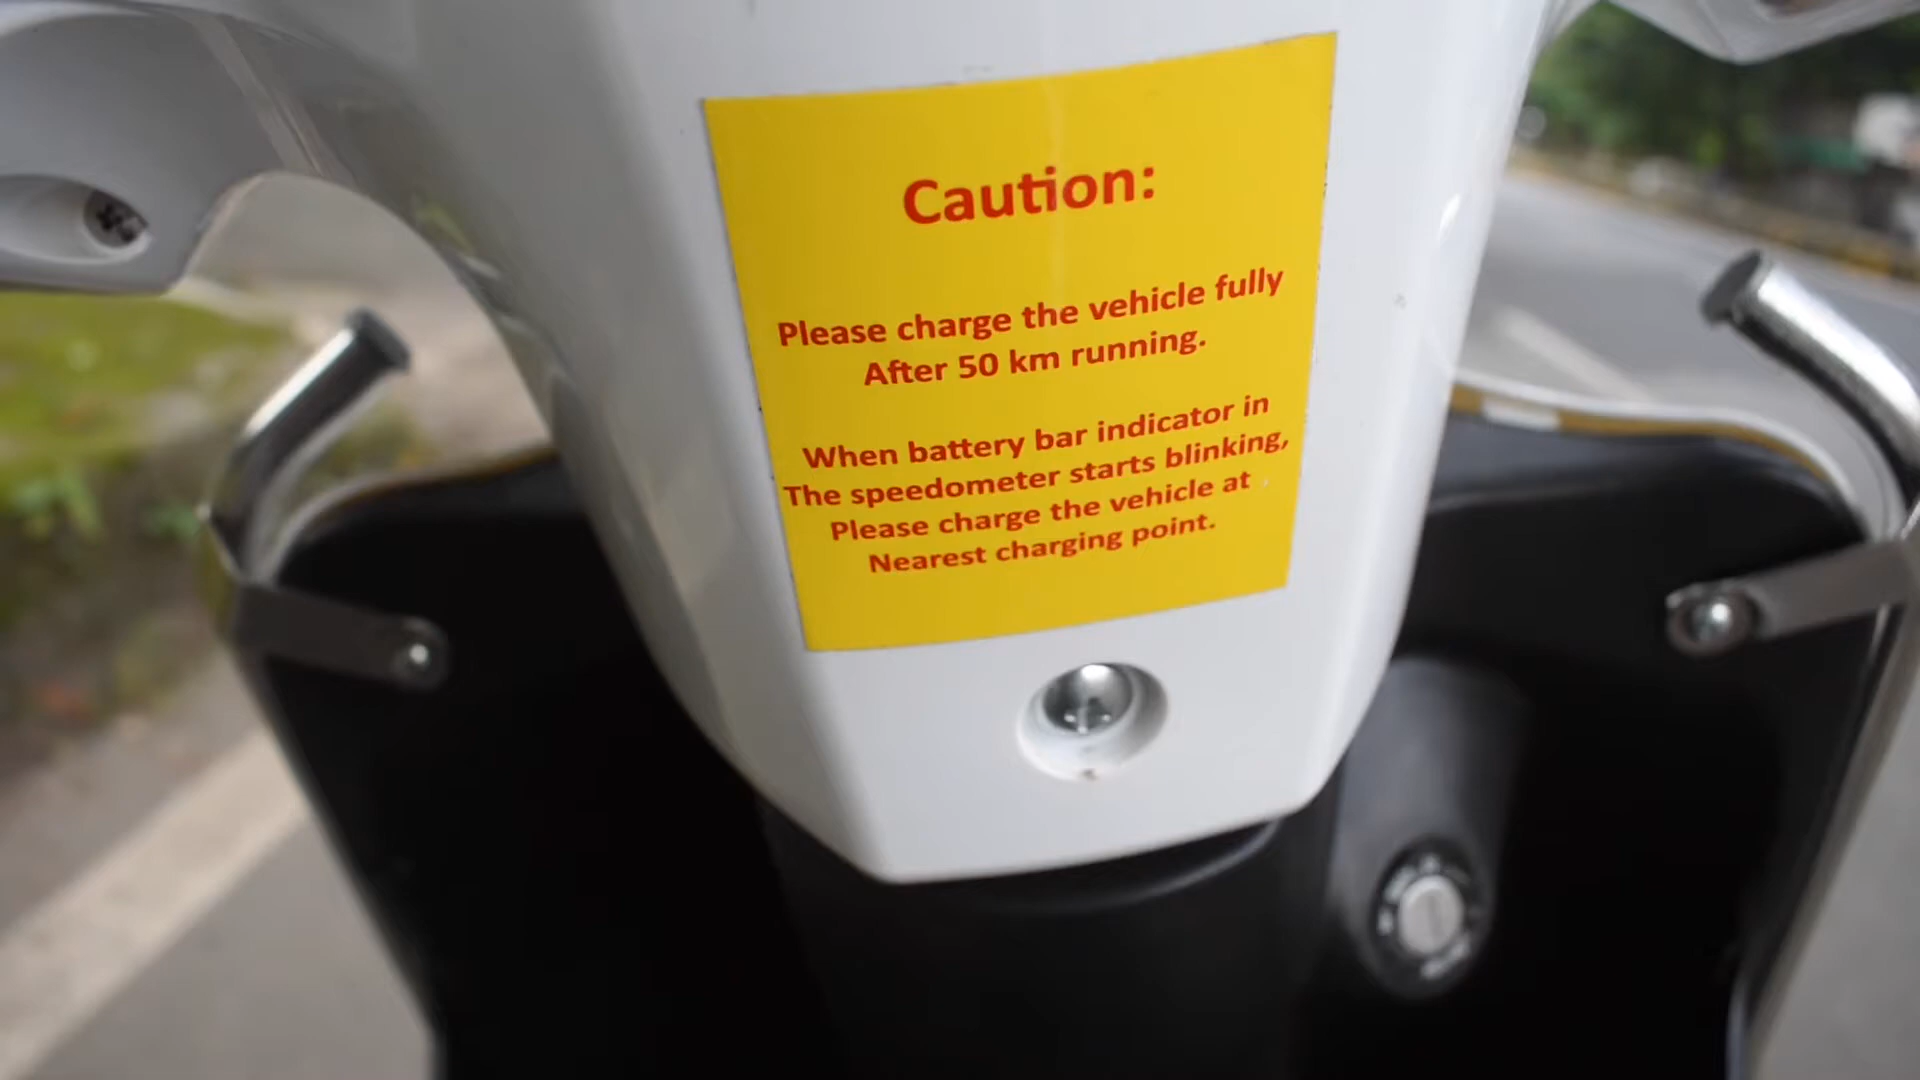 Caution:
Please charge the vehicle fully
After 50 km running.
When battery bar indicator in
The speedometer starts blinking,
Please charge the vehicle at
Nearest charging point.